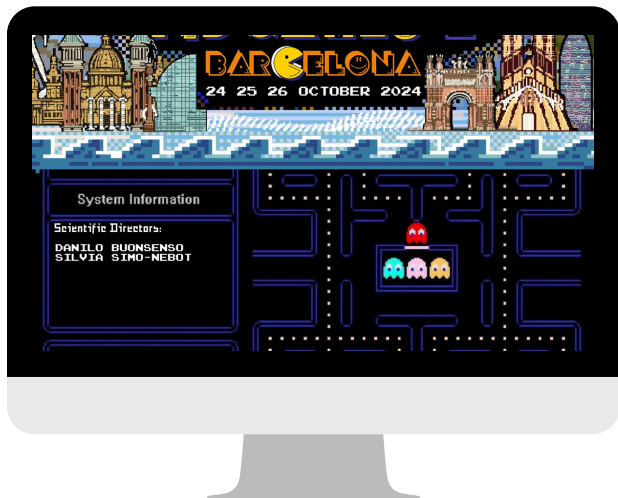 BARCELONA
24 25 26 OCTOBER 2024
System Information
Scientific Directors:
DANILO BUONSENSO
SILVIA SIMO-NEBOT